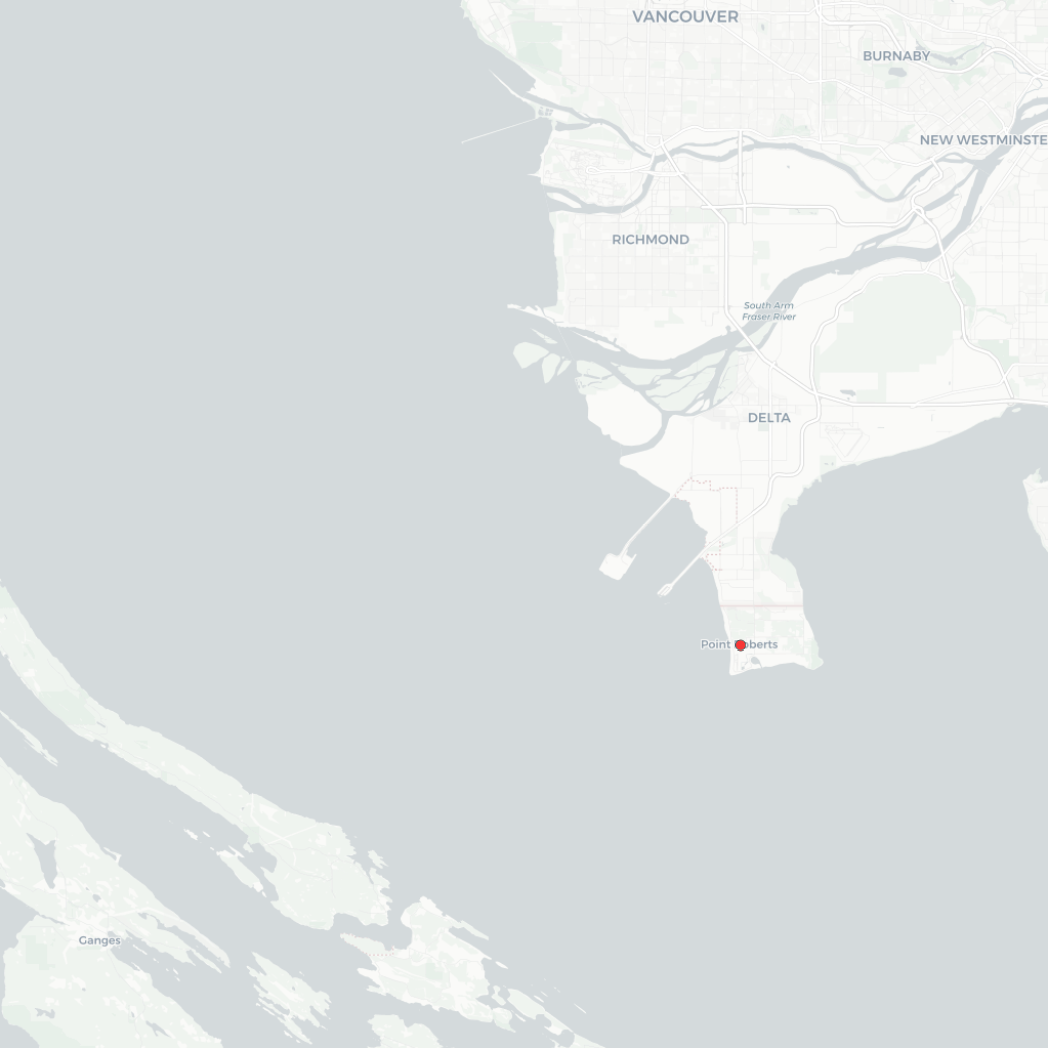 VANCOUVER
BURNABY
NEW WESTMINSTE
RICHMOND
South Arm
Fraser River
DELTA
Point Roberts
Ganges